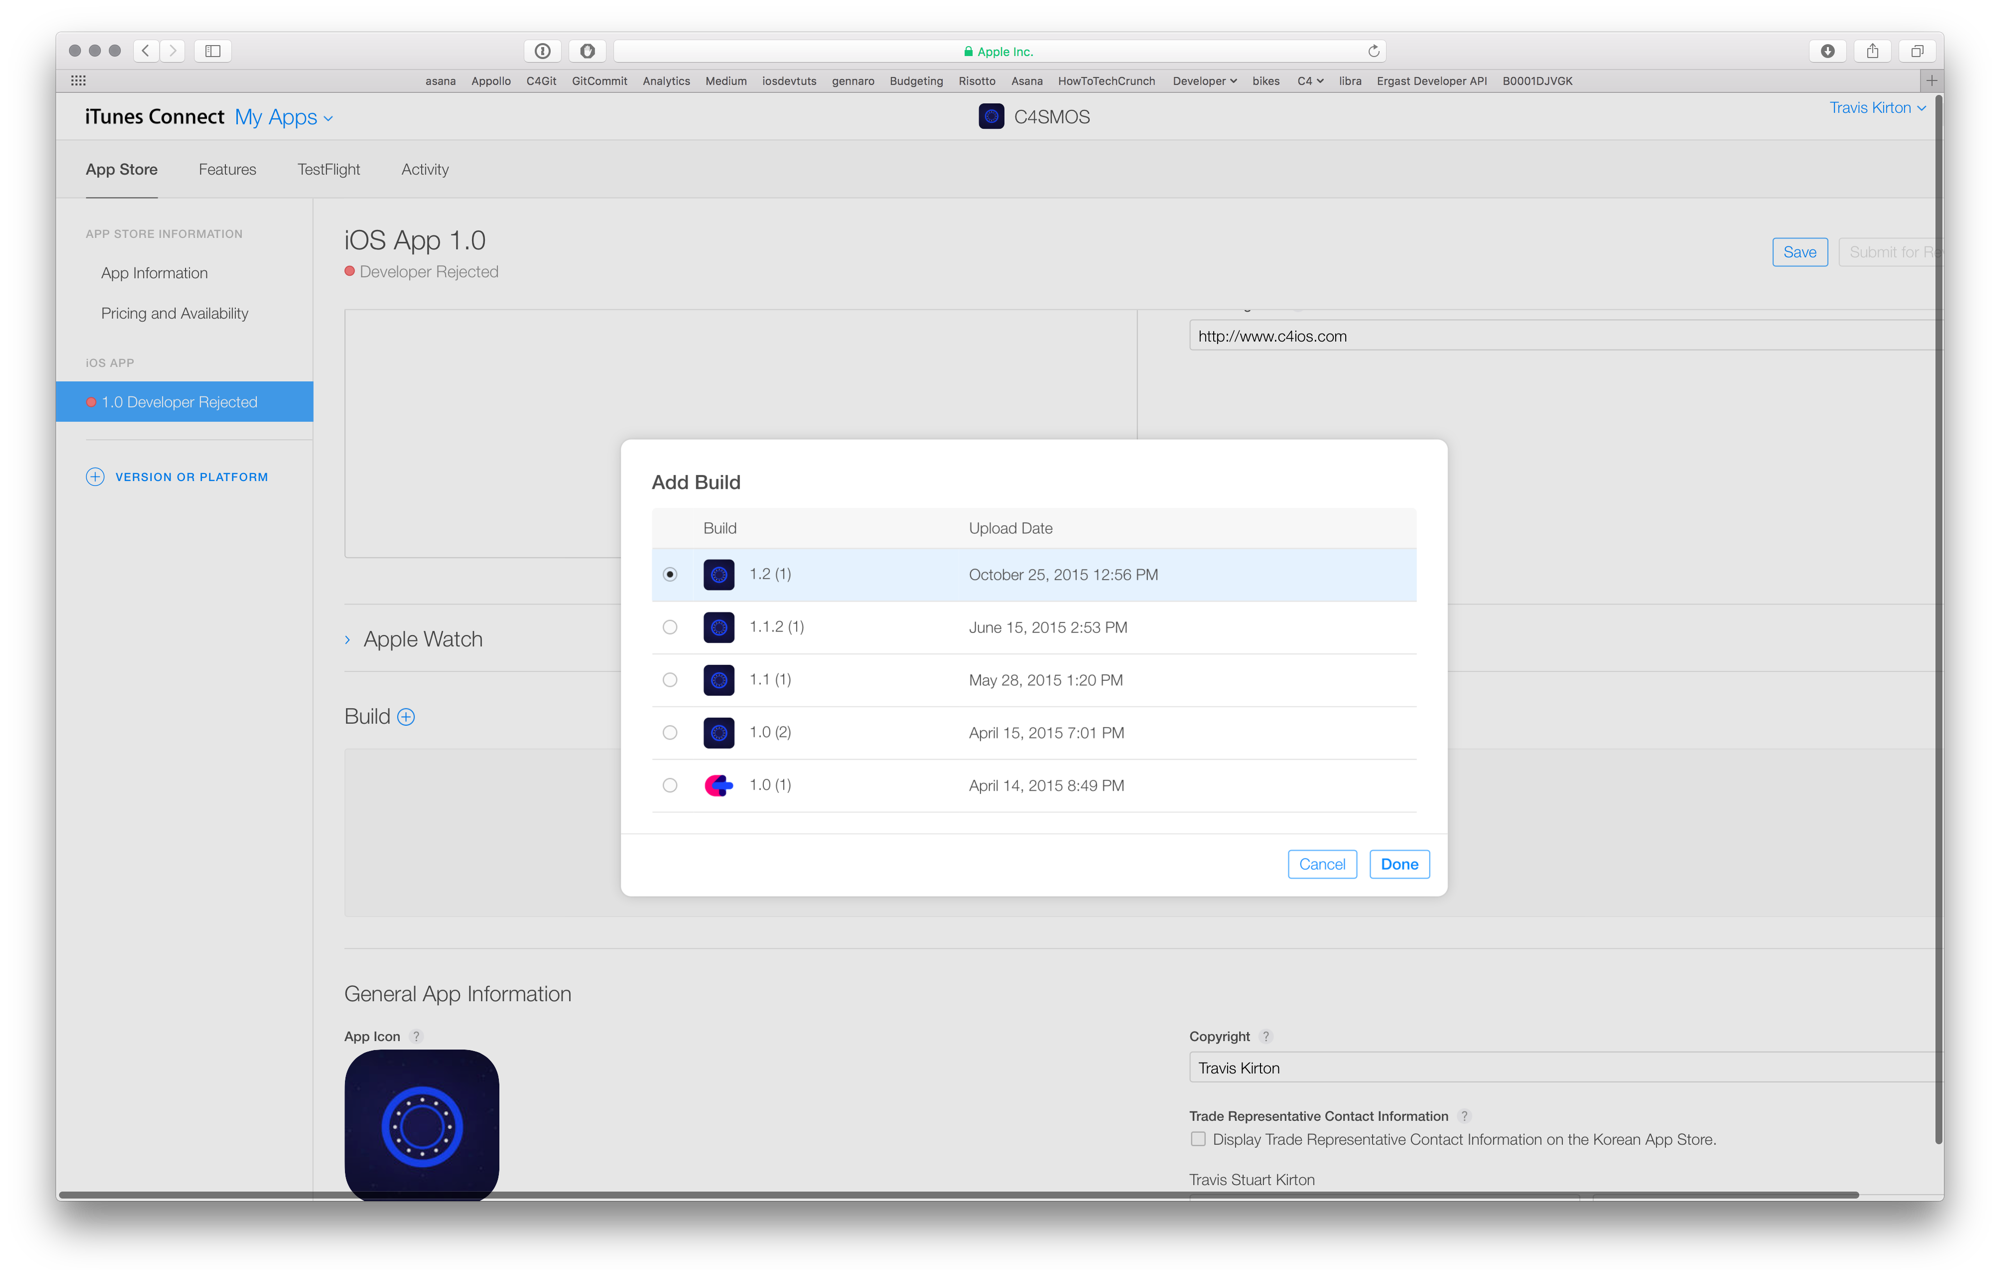 Apple Inc.
asana Appollo C4Git GitCommit Analytics Medium iosdevtuts gennaro Budgeting Risotto Asana HowToTechCrunch Developer bikes C4 libra Ergast Developer API B0001DJVGK
iTunes Connect My Apps
C4SMOS
Travis Kirton
App Store Features TestFlight Activity
APP STORE INFORMATION
App Information
Pricing and Availability
iOS APP
1.0 Developer Rejected
VERSION OR PLATFORM
iOS App 1.0
Developer Rejected
Save
Submit for Re
http://www.c4ios.com
Apple Watch
Build
Add Build
Build Upload Date
1.2 (1) October 25, 2015 12:56 PM
1.1.2 (1) June 15, 2015 2:53 PM
1.1 (1) May 28, 2015 1:20 PM
1.0 (2) April 15, 2015 7:01 PM
1.0 (1) April 14, 2015 8:49 PM
Cancel Done
General App Information
App Icon ?
Copyright ?
Travis Kirton
Trade Representative Contact Information ?
Display Trade Representative Contact Information on the Korean App Store.
Travis Stuart Kirton